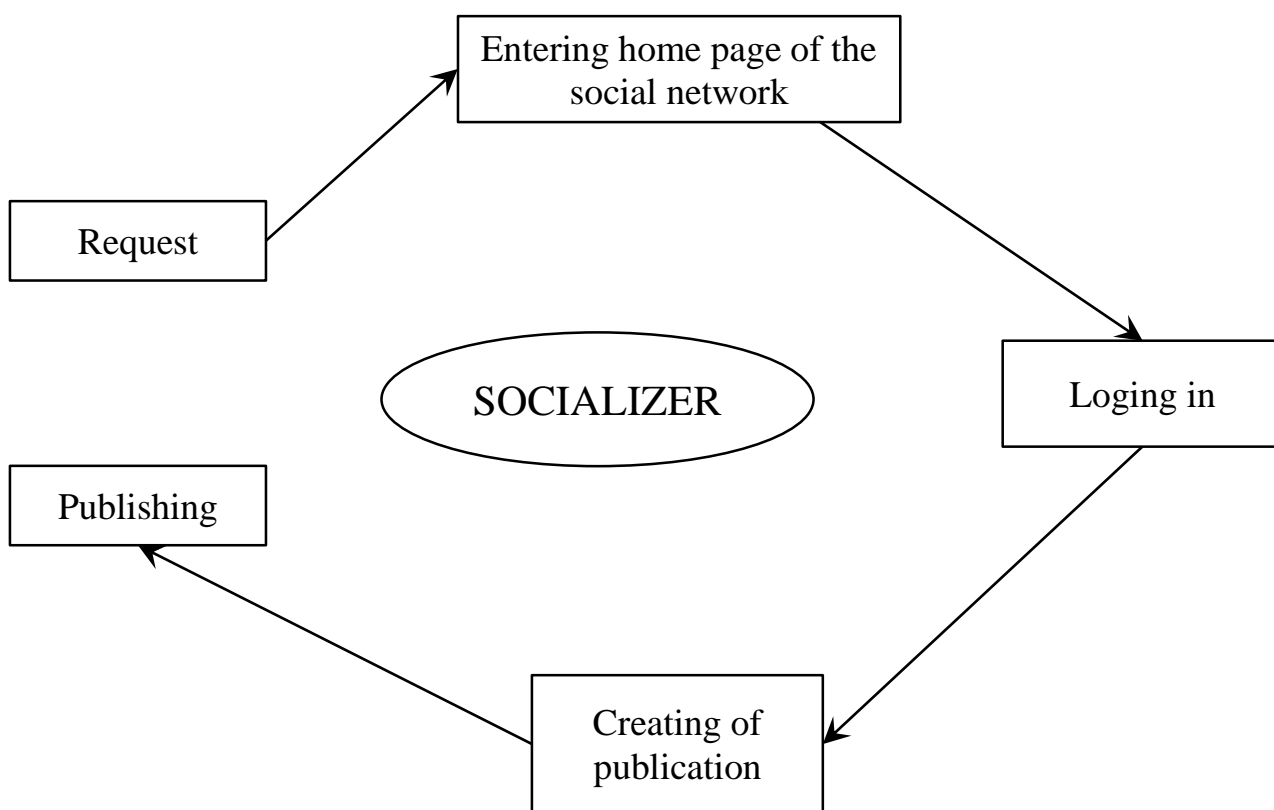 Entering home page of the
social network
Request
SOCIALIZER
Loging in
Publishing
Creating of
publication